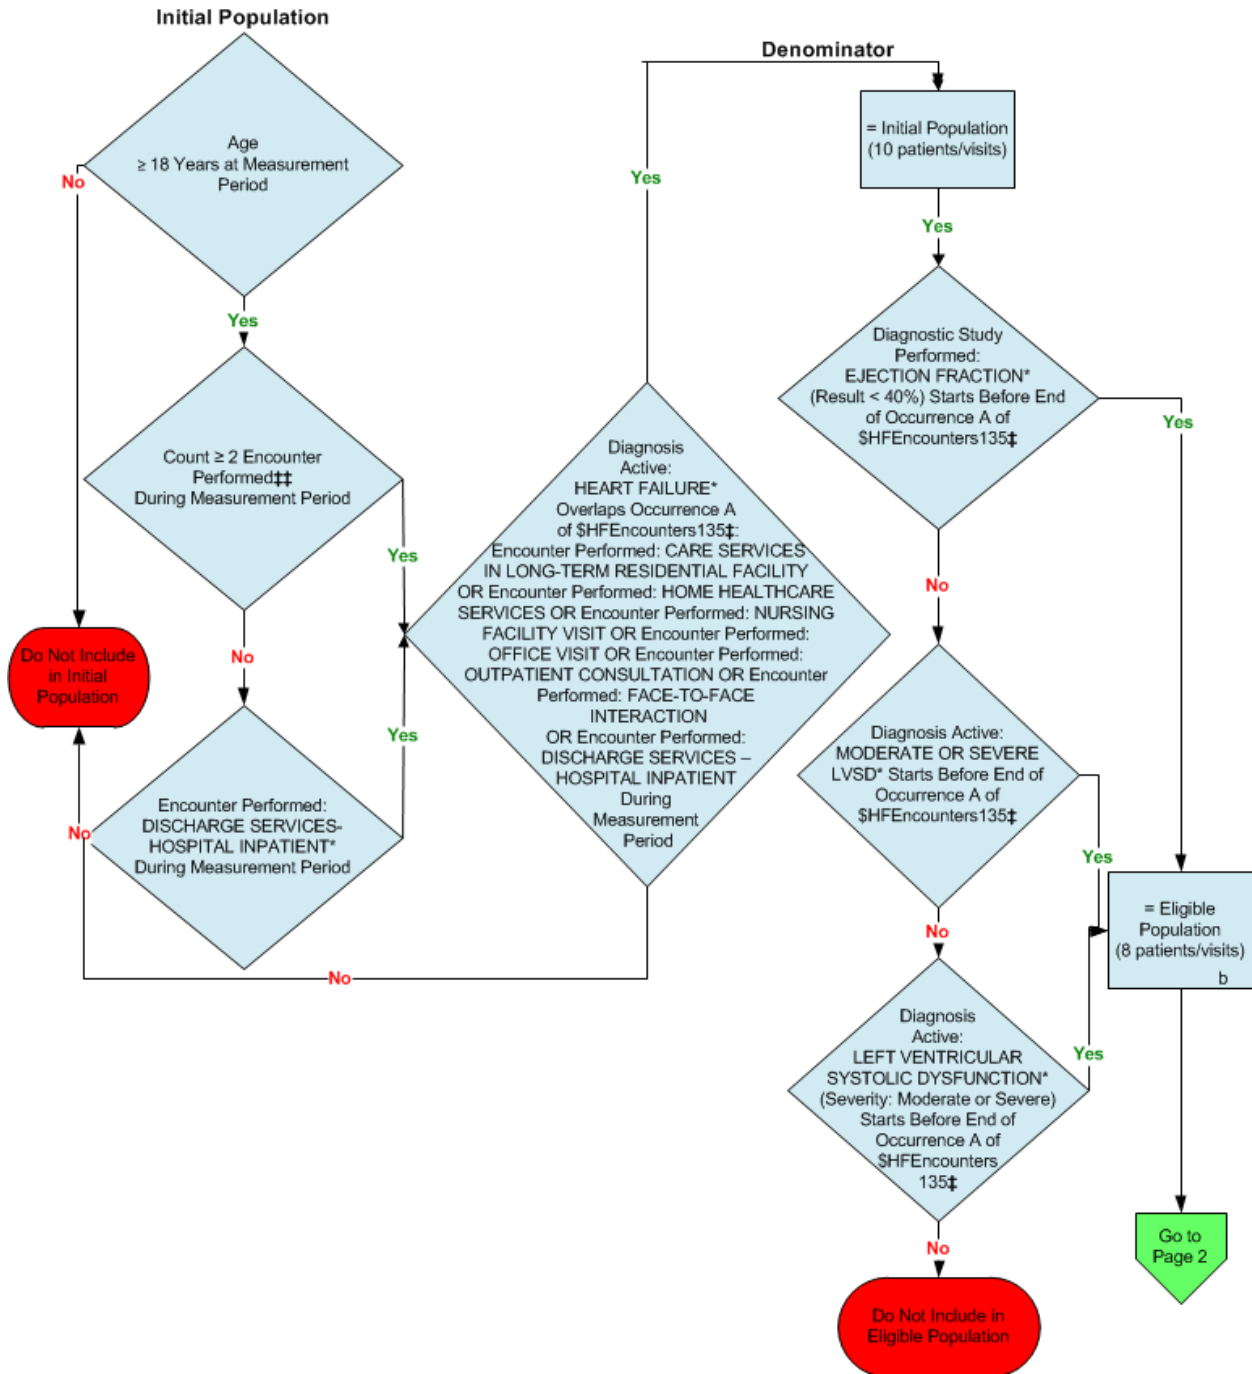 Initial Population
Age
≥ 18 Years at Measurement
Period
No
Yes
Count ≥ 2 Encounter
Performed‡‡
During Measurement Period
Yes
No
Do Not Include
in Initial
Population
Encounter Performed:
DISCHARGE SERVICES-
HOSPITAL INPATIENT*
During Measurement Period
Yes
No
Diagnosis
Active:
HEART FAILURE*
Overlaps Occurrence A
of $HFEncounters135‡:
Encounter Performed: CARE SERVICES
IN LONG-TERM RESIDENTIAL FACILITY
OR Encounter Performed: HOME HEALTHCARE
SERVICES OR Encounter Performed: NURSING
FACILITY VISIT OR Encounter Performed:
OFFICE VISIT OR Encounter Performed:
OUTPATIENT CONSULTATION OR Encounter
Performed: FACE-TO-FACE
INTERACTION
OR Encounter Performed:
DISCHARGE SERVICES –
HOSPITAL INPATIENT
During
Measurement
Period
No
Yes
Denominator
= Initial Population
(10 patients/visits)
Yes
Diagnostic Study
Performed:
EJECTION FRACTION*
(Result < 40%) Starts Before End
of Occurrence A of
$HFEncounters135‡
Yes
No
Diagnosis Active:
MODERATE OR SEVERE
LVSD* Starts Before End of
Occurrence A of
$HFEncounters135‡
Yes
No
= Eligible
Population
(8 patients/visits)
b
Diagnosis
Active:
LEFT VENTRICULAR
SYSTOLIC DYSFUNCTION*
(Severity: Moderate or Severe)
Starts Before End of
Occurrence A of
$HFEncounters
135‡
Yes
No
Go to
Page 2
Do Not Include in
Eligible Population